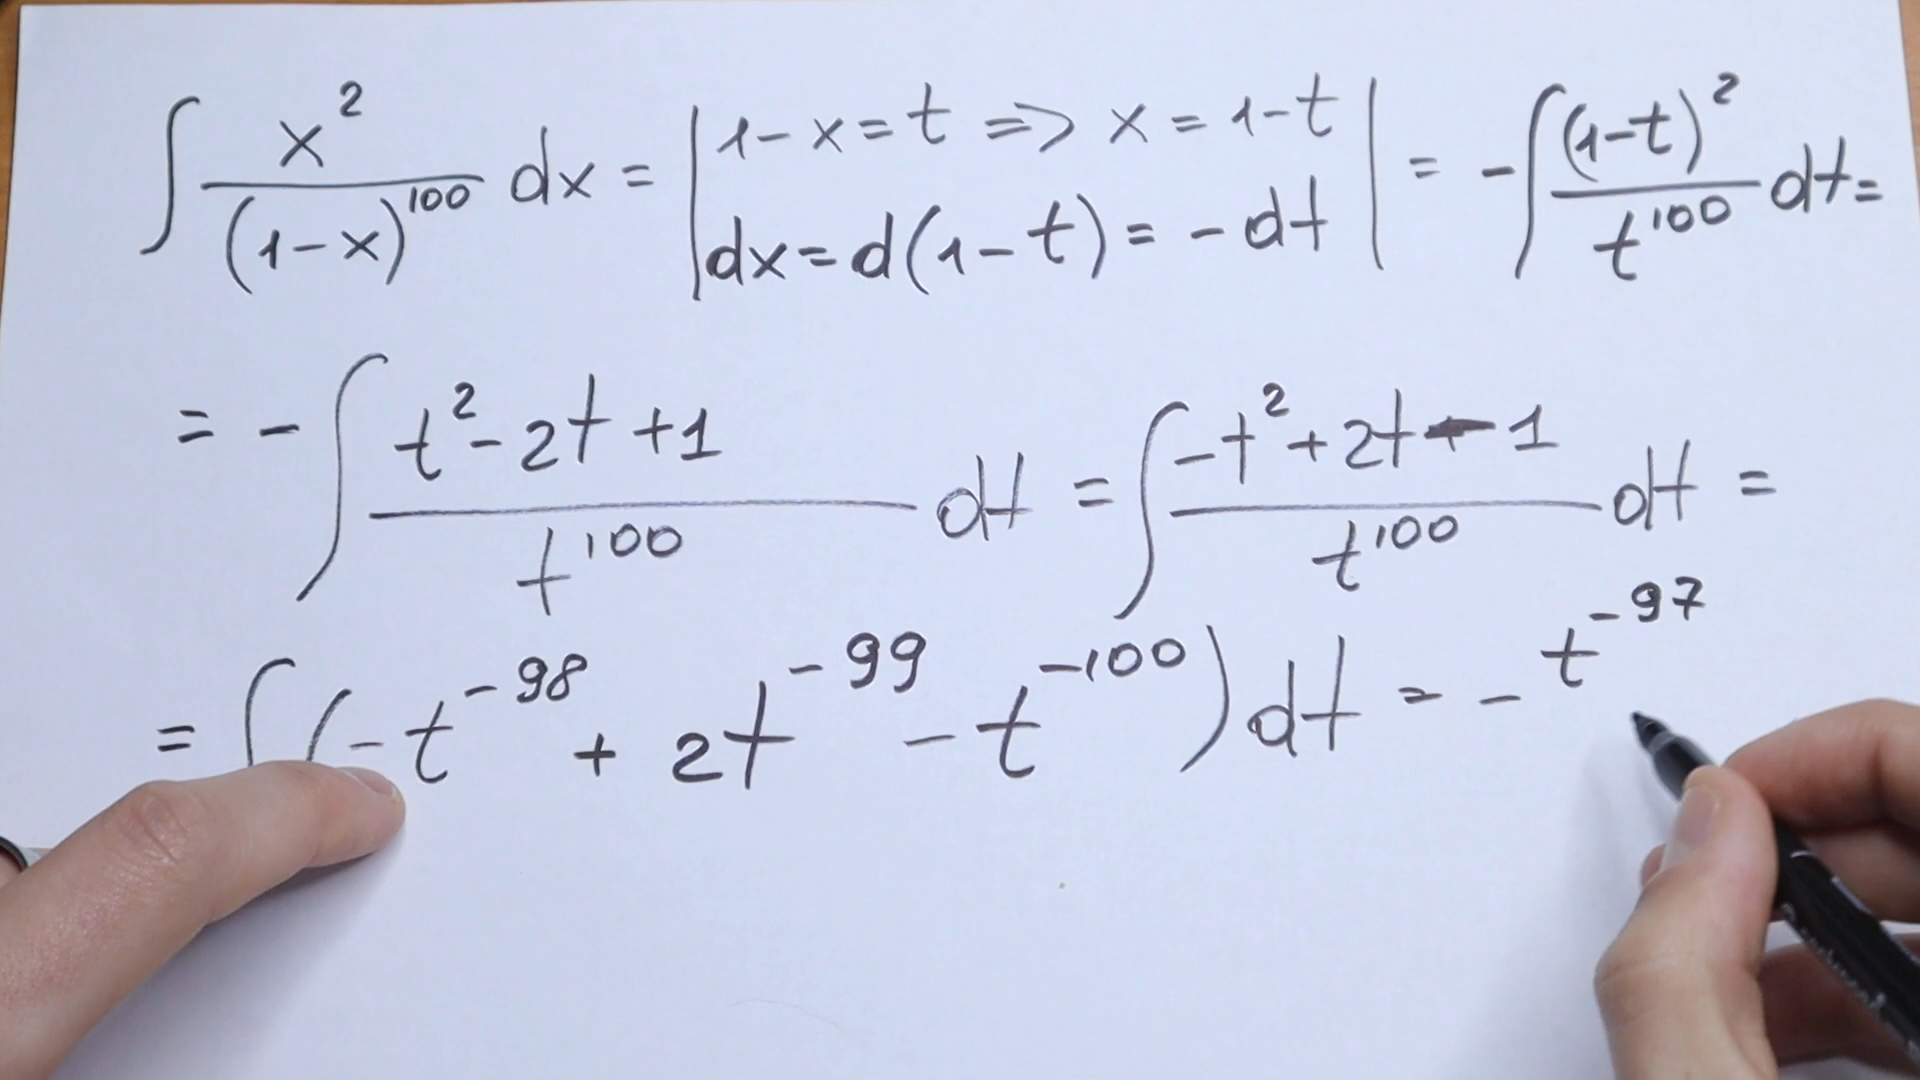 ∫ x² / (1-x)¹⁰⁰ dx = | 1-x=t => x=1-t | = -∫ (1-t)² / t¹⁰⁰ dt =
| dx=d(1-t)=-dt |
= -∫ t²-2t+1 / t¹⁰⁰ dt = ∫ -t²+2t-1 / t¹⁰⁰ dt =
= ∫(-t⁻⁹⁸ + 2t⁻⁹⁹ - t⁻¹⁰⁰)dt = - t⁻⁹⁷